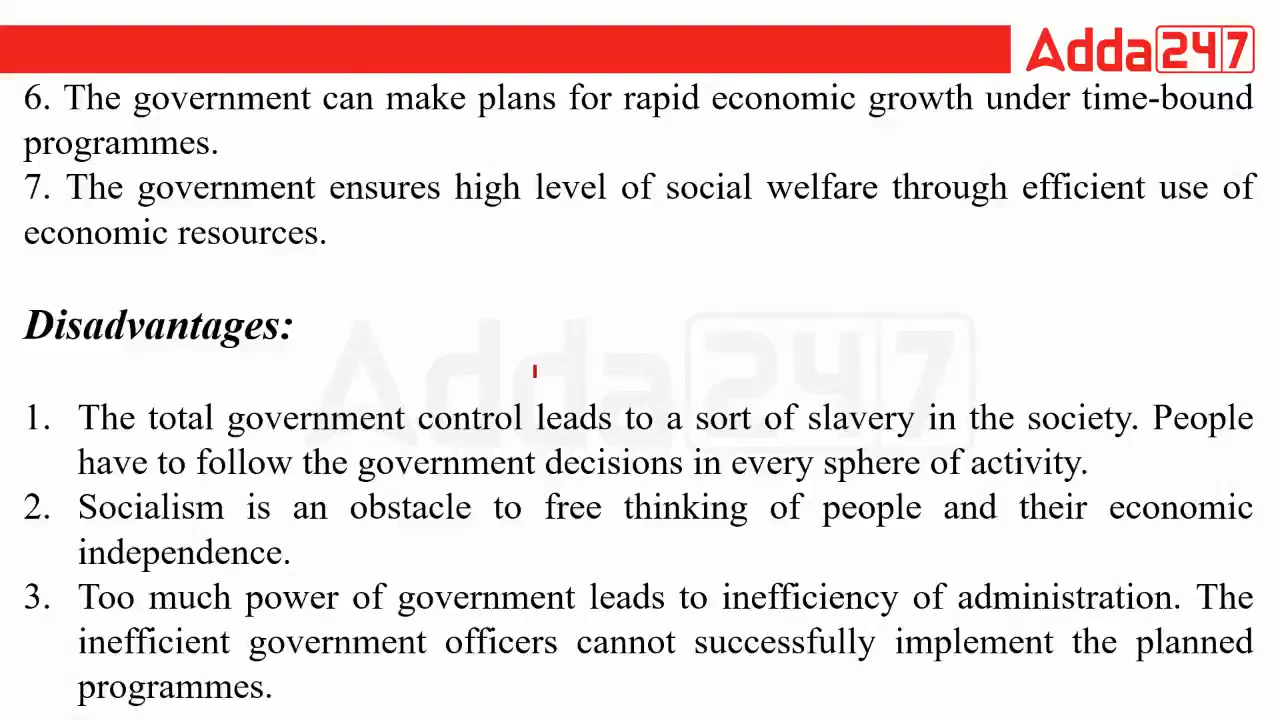 Adda247
6. The government can make plans for rapid economic growth under time-bound
programmes.
7. The government ensures high level of social welfare through efficient use of
economic resources.
Disadvantages:
Adda247
1. The total government control leads to a sort of slavery in the society. People
have to follow the government decisions in every sphere of activity.
2. Socialism is an obstacle to free thinking of people and their economic
independence.
3. Too much power of government leads to inefficiency of administration. The
inefficient government officers cannot successfully implement the planned
programmes.